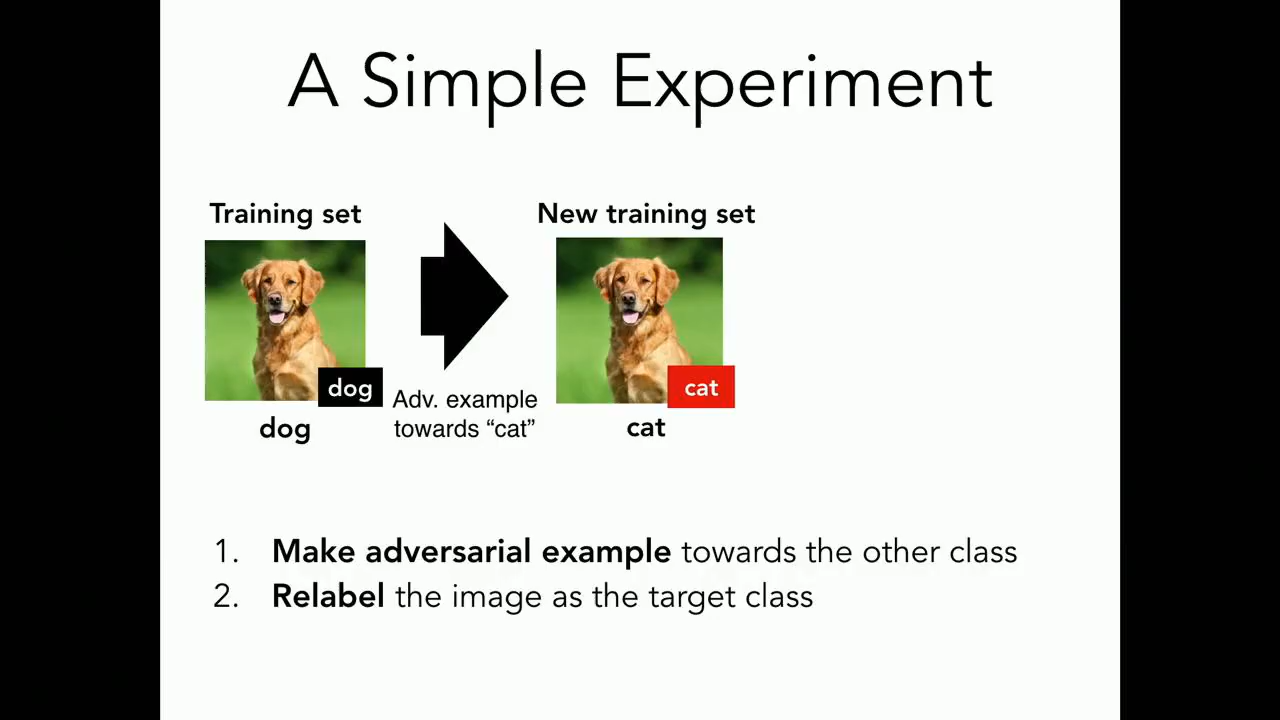 A Simple Experiment
Training set
New training set
dog
cat
dog
Adv. example
towards “cat”
cat
1. Make adversarial example towards the other class
2. Relabel the image as the target class